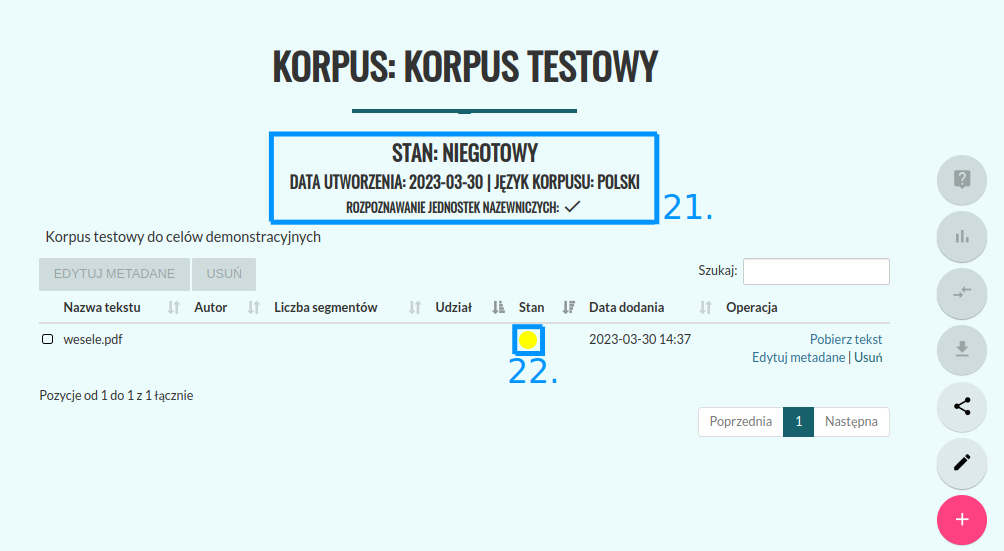 KORPUS: KORPUS TESTOWY
STAN: NIEGOTOWY
DATA UTWORZENIA: 2023-03-30 | JĘZYK KORPUSU: POLSKI
ROZPOZNAWANIE JEDNOSTEK NAZEWNICZYCH: ✓
21.
Korpus testowy do celów demonstracyjnych
EDYTUJ METADANE USUŃ Szukaj:
Nazwa tekstu Autor Liczba segmentów Udział Stan Data dodania Operacja
wesele.pdf 2023-03-30 14:37 Pobierz tekst
Edytuj metadane | Usuń
22.
Pozycje od 1 do 1 z 1 łącznie
Poprzednia 1 Następna